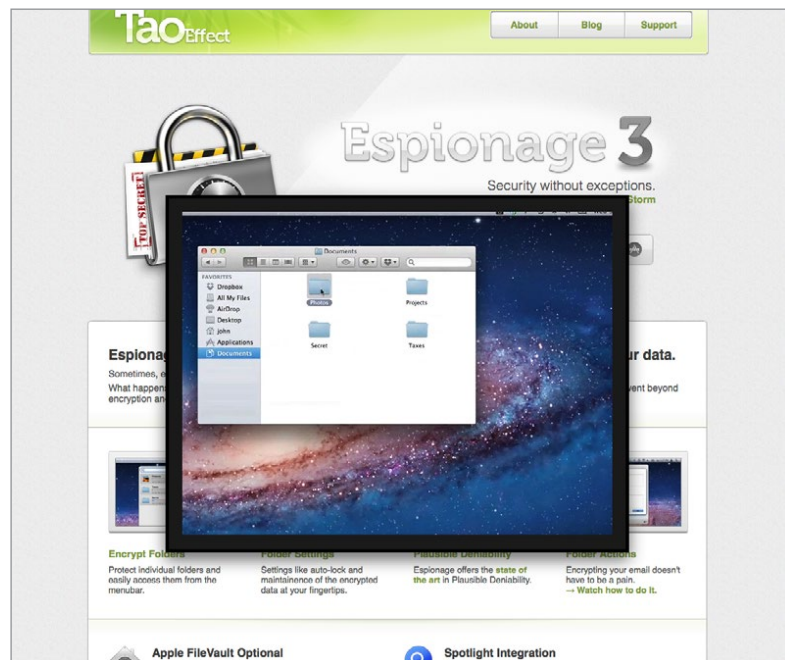 Tao Effect
About Blog Support
Espionage 3
TOP SECRET
Security without exceptions.
Storm
Documents
FAVORITES
Dropbox
All My Files
AirDrop
Desktop
john
Applications
Documents
Photos
Projects
Secret
Taxes
Espionag
ur data.
Sometimes, e
What happens
encryption an
vent beyond
Encrypt Folders
Protect individual folders and
easily access them from the
menubar.
Folder Settings
Settings like auto-lock and
maintainence of the encrypted
data at your fingertips.
Plausible Deniability
Espionage offers the state of
the art in Plausible Deniability.
Folder Actions
Encrypting your email doesn't
have to be a pain.
→ Watch how to do it.
Apple FileVault Optional
Spotlight Integration